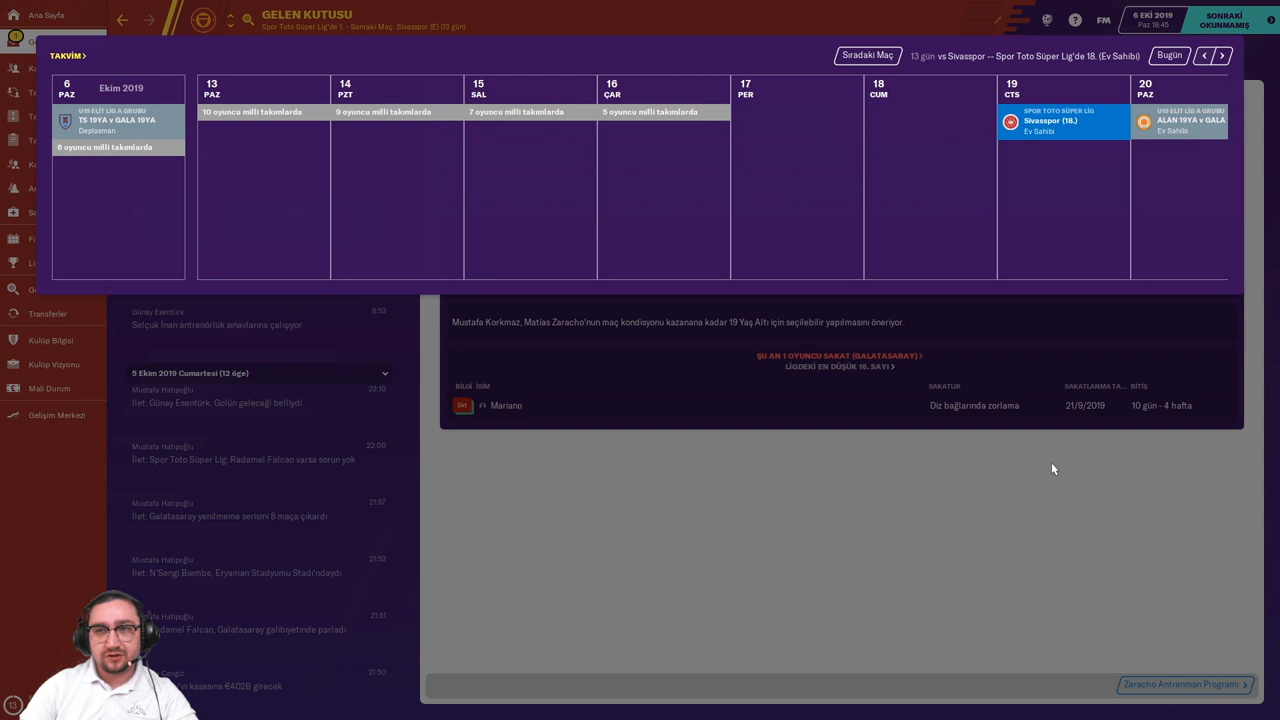 Ana Sayfa
GELEN KUTUSU
Spor Toto Süper Lig'de 1. - Sonraki Maç: Sivasspor (E) (13 gün)
FM
6 EKİ 2019
Paz 18:45
SONRAKİ
OKUNMAMIŞ
TAKVİM
Sıradaki Maç
13 gün vs Sivasspor -- Spor Toto Süper Lig'de 18. (Ev Sahibi)
Bugün
6
PAZ
Ekim 2019
13
PAZ
14
PZT
15
SAL
16
ÇAR
17
PER
18
CUM
19
CTS
20
PAZ
U19 ELİT LİG A GRUBU
TS 19YA v GALA 19YA
Deplasman
6 oyuncu milli takımlarda
10 oyuncu milli takımlarda
9 oyuncu milli takımlarda
7 oyuncu milli takımlarda
5 oyuncu milli takımlarda
SPOR TOTO SÜPER LİG
Sivasspor (18.)
Ev Sahibi
U19 ELİT LİG A GRUBU
ALAN 19YA v GALA
Ev Sahibi
Transferler
Kulüp Bilgisi
Kulüp Vizyonu
Mali Durum
Gelişim Merkezi
13
Günay Esentürk
8:53
Selçuk İnan antrenörlük sınavlarına çalışıyor
5 Ekim 2019 Cumartesi (12 öge)
Mustafa Hatipoğlu
22:10
İlet: Günay Esentürk: Golün geleceği belliydi
Mustafa Hatipoğlu
22:00
İlet: Spor Toto Süper Lig: Radamel Falcao varsa sorun yok
Mustafa Hatipoğlu
21:57
İlet: Galatasaray yenilmeme serisini 8 maça çıkardı
Mustafa Hatipoğlu
21:53
İlet: N'Sengi Biembe, Eryaman Stadyumu Stadı'ndaydı
Hatipoğlu
21:51
Falcao, Galatasaray galibiyetinde parladı
Cengiz
21:50
kasasına €402B girecek
Mustafa Korkmaz, Matías Zaracho'nun maç kondisyonu kazanana kadar 19 Yaş Altı için seçilebilir yapılmasını öneriyor.
ŞU AN 1 OYUNCU SAKAT (GALATASARAY)
LİGDEKİ EN DÜŞÜK 16. SAYI
BİLGİ İSİM
SAKATLIK
SAKATLANMA TA...
BİTİŞ
Skt
Mariano
Diz bağlarında zorlama
21/9/2019
10 gün - 4 hafta
Zaracho Antrenman Programı